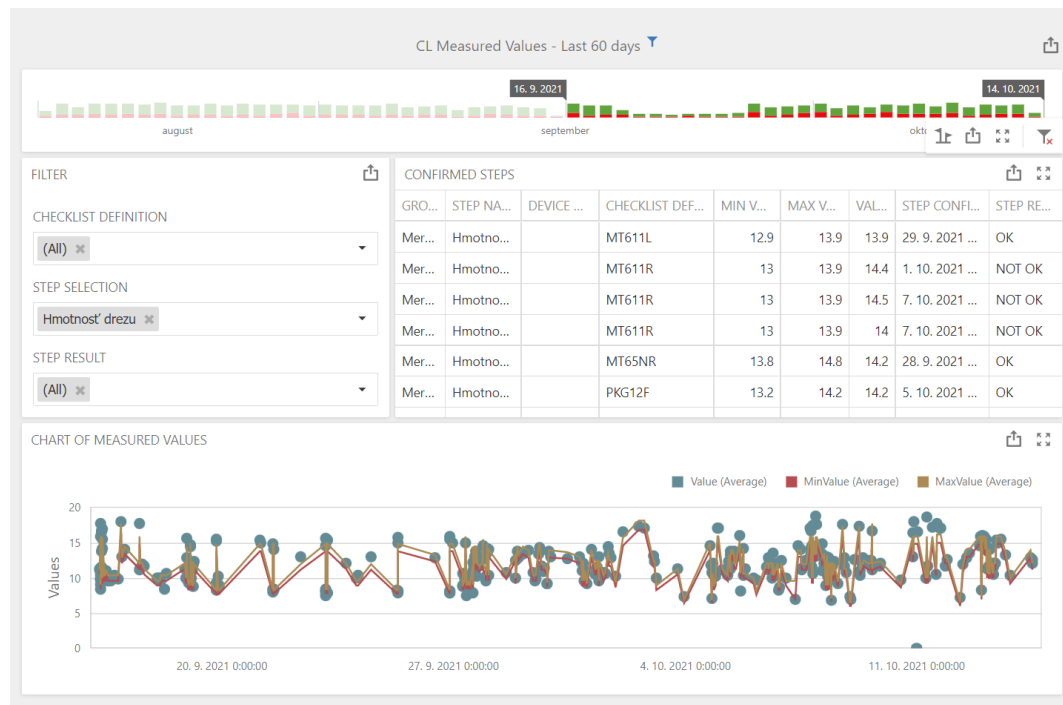 CL Measured Values - Last 60 days
16. 9. 2021 14. 10. 2021
august september okt
FILTER
CHECKLIST DEFINITION
(All)
STEP SELECTION
Hmotnosť drezu
STEP RESULT
(All)
CONFIRMED STEPS
GRO... STEP NA... DEVICE ... CHECKLIST DEF... MIN V... MAX V... VAL... STEP CONFI... STEP RE...
Mer... Hmotno... MT611L 12.9 13.9 13.9 29. 9. 2021 ... OK
Mer... Hmotno... MT611R 13 13.9 14.4 1. 10. 2021 ... NOT OK
Mer... Hmotno... MT611R 13 13.9 14.5 7. 10. 2021 ... NOT OK
Mer... Hmotno... MT611R 13 13.9 14 7. 10. 2021 ... NOT OK
Mer... Hmotno... MT65NR 13.8 14.8 14.2 28. 9. 2021 ... OK
Mer... Hmotno... PKG12F 13.2 14.2 14.2 5. 10. 2021 ... OK
CHART OF MEASURED VALUES
Value (Average) MinValue (Average) MaxValue (Average)
Values
20
15
10
5
0
20. 9. 2021 0:00:00 27. 9. 2021 0:00:00 4. 10. 2021 0:00:00 11. 10. 2021 0:00:00